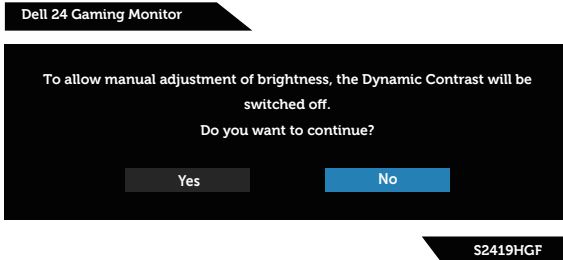 Dell 24 Gaming Monitor
To allow manual adjustment of brightness, the Dynamic Contrast will be
switched off.
Do you want to continue?
Yes
No
S2419HGF